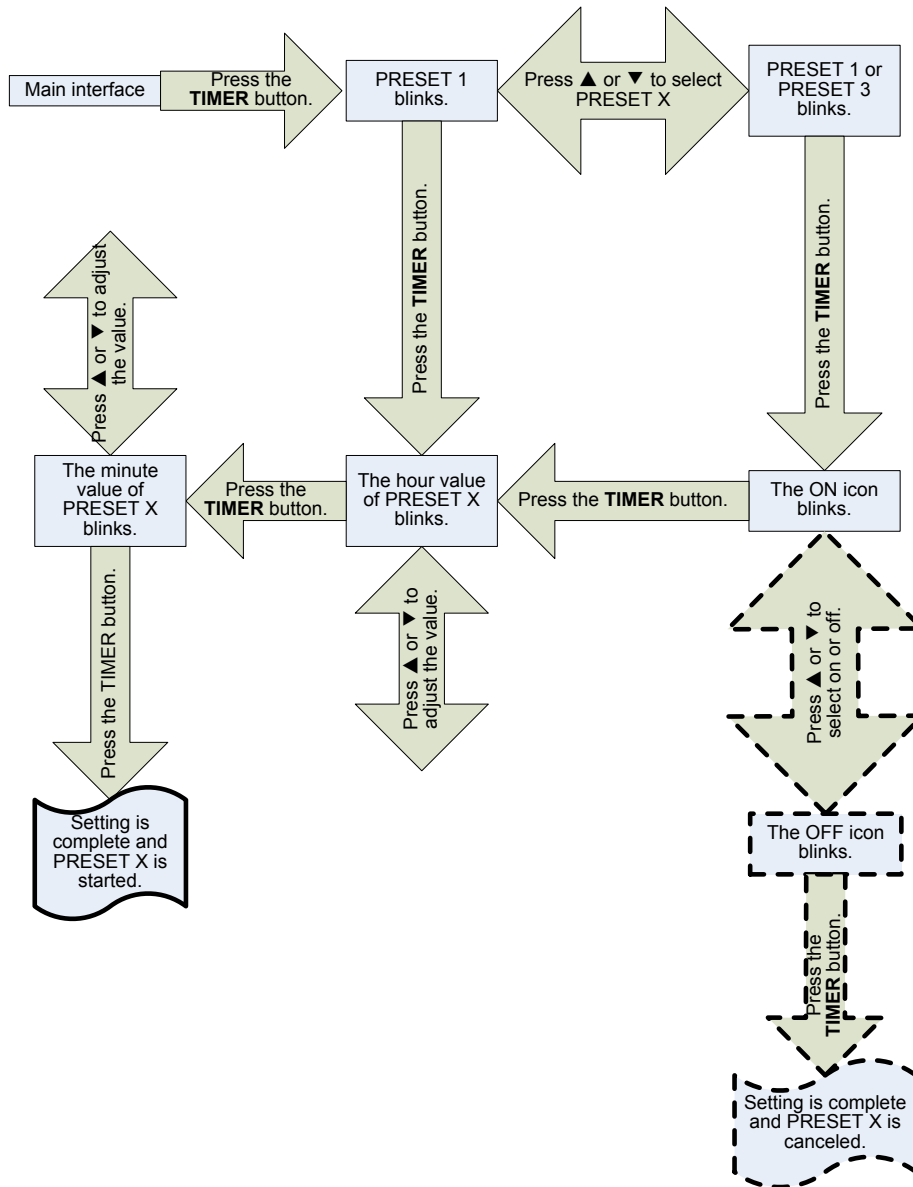 Main interface
Press the
TIMER button.
PRESET 1
blinks.
Press ▲ or ▼ to select
PRESET X
PRESET 1 or
PRESET 3
blinks.
Press the TIMER button.
Press the TIMER button.
Press ▲ or ▼ to adjust
the value.
The minute
value of
PRESET X
blinks.
Press the
TIMER button.
The hour value
of PRESET X
blinks.
Press the TIMER button.
The ON icon
blinks.
Press the TIMER button.
Press ▲ or ▼ to
adjust the value.
Press ▲ or ▼ to
select on or off.
Setting is
complete and
PRESET X is
started.
The OFF icon
blinks.
Press the
TIMER button.
Setting is complete
and PRESET X is
canceled.